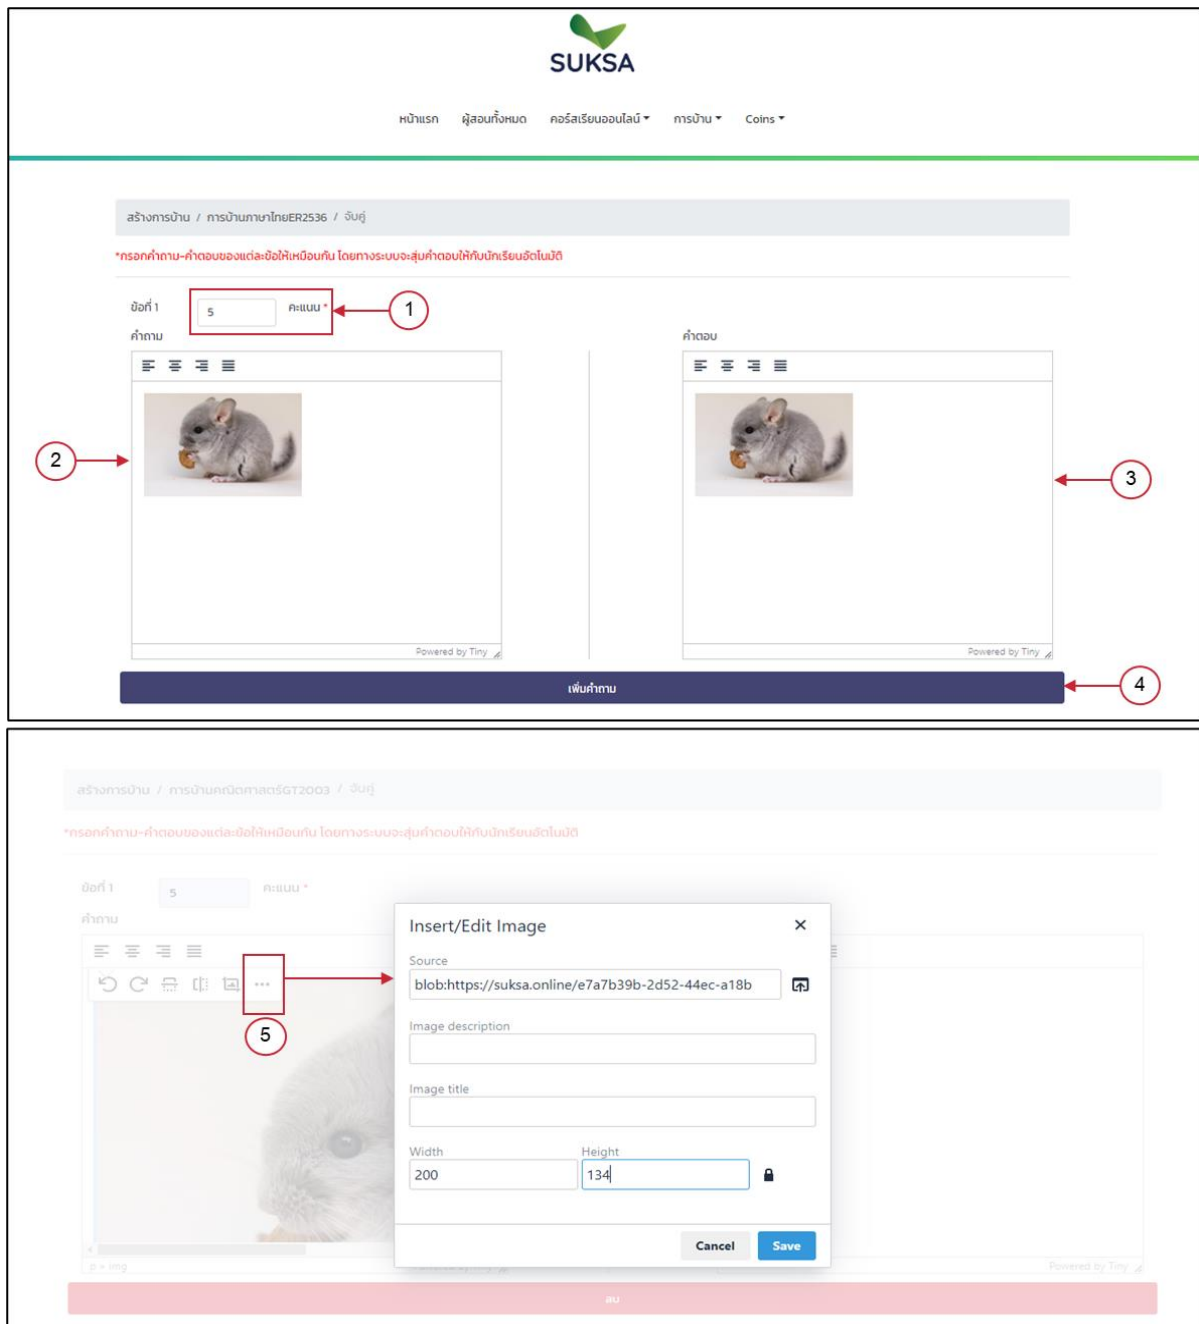 SUKSA
หน้าแรก ผู้สอนทั้งหมด คอร์สเรียนออนไลน์ การบ้าน Coins
สร้างการบ้าน / การบ้านภาษาไทยER2536 / จับคู่
*กรอกคำถาม-คำตอบของแต่ละข้อให้เหมือนกัน โดยทางระบบจะสุ่มคำตอบให้กับนักเรียนอัตโนมัติ
ข้อที่ 1 5 คะแนน * 1
คำถาม คำตอบ
2
3
Powered by Tiny Powered by Tiny
เพิ่มคำถาม 4
สร้างการบ้าน / การบ้านคณิตศาสตร์GT2003 / จับคู่
*กรอกคำถาม-คำตอบของแต่ละข้อให้เหมือนกัน โดยทางระบบจะสุ่มคำตอบให้กับนักเรียนอัตโนมัติ
ข้อที่ 1 5 คะแนน *
คำถาม
Insert/Edit Image
Source
blob:https://suksa.online/e7a7b39b-2d52-44ec-a18b
5
Image description
Image title
Width Height
200 134
Cancel Save
p » img Powered by Tiny Powered by Tiny
ลบ